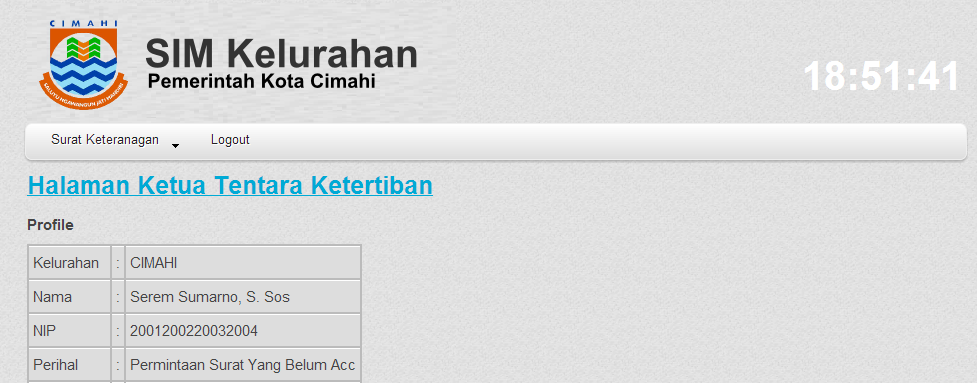 CIMAHI
SIM Kelurahan
Pemerintah Kota Cimahi
18:51:41
Surat Keteranagan Logout
Halaman Ketua Tentara Ketertiban
Profile
Kelurahan : CIMAHI
Nama : Serem Sumarno, S. Sos
NIP : 2001200220032004
Perihal : Permintaan Surat Yang Belum Acc